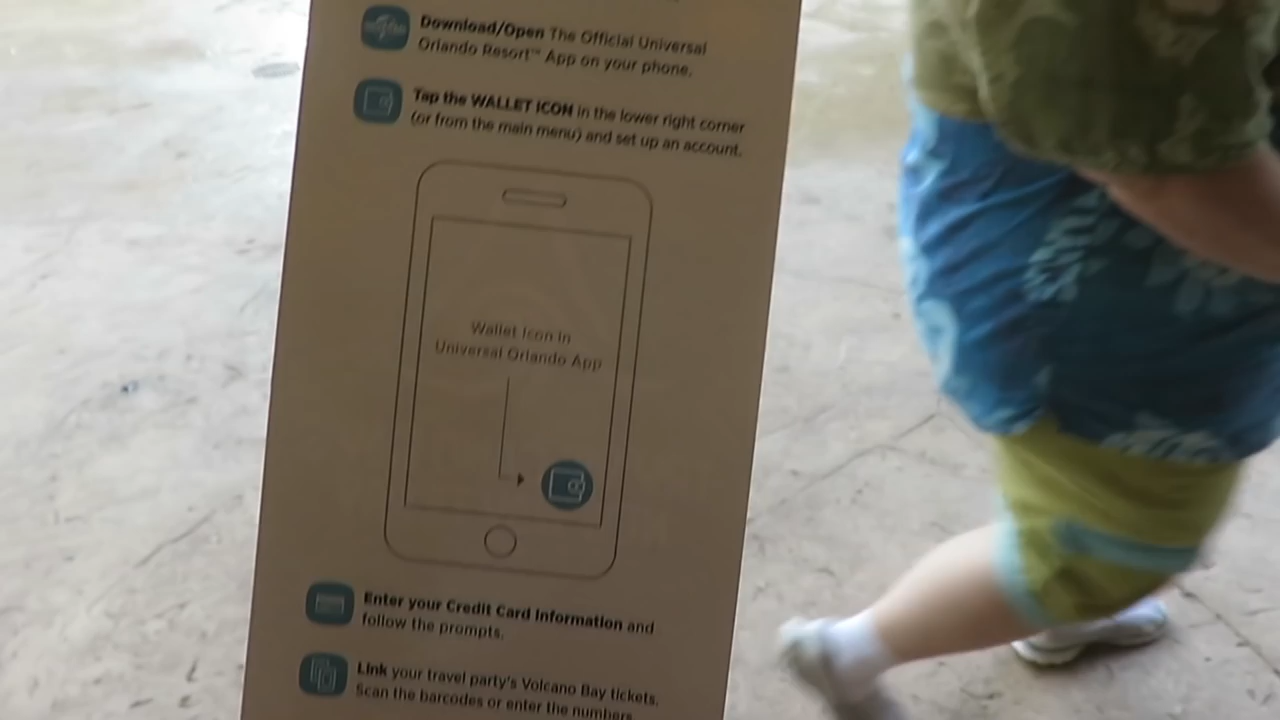 Download/Open The Official Universal
Orlando Resort™ App on your phone.
Tap the WALLET ICON in the lower right corner
(or from the main menu) and set up an account.
Wallet Icon in
Universal Orlando App
Enter your Credit Card Information and
follow the prompts.
Link your travel party's Volcano Bay tickets.
Scan the barcodes or enter the numbers